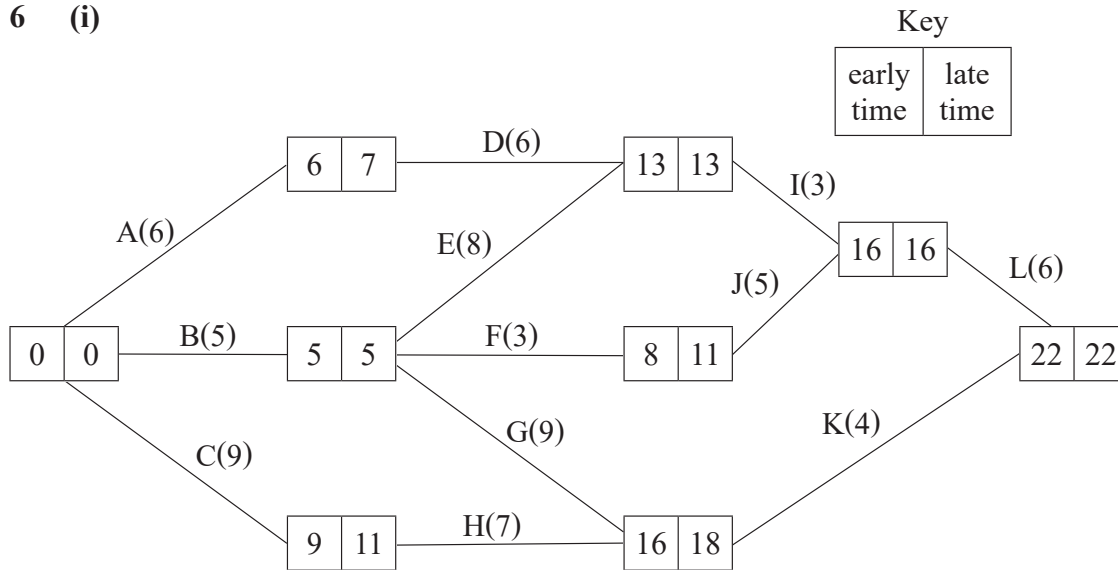 6 (i)
Key
early time
late time
6 7
D(6)
13 13
I(3)
A(6)
E(8)
16 16
L(6)
J(5)
0 0
B(5)
5 5
F(3)
8 11
22 22
G(9)
K(4)
C(9)
9 11
H(7)
16 18